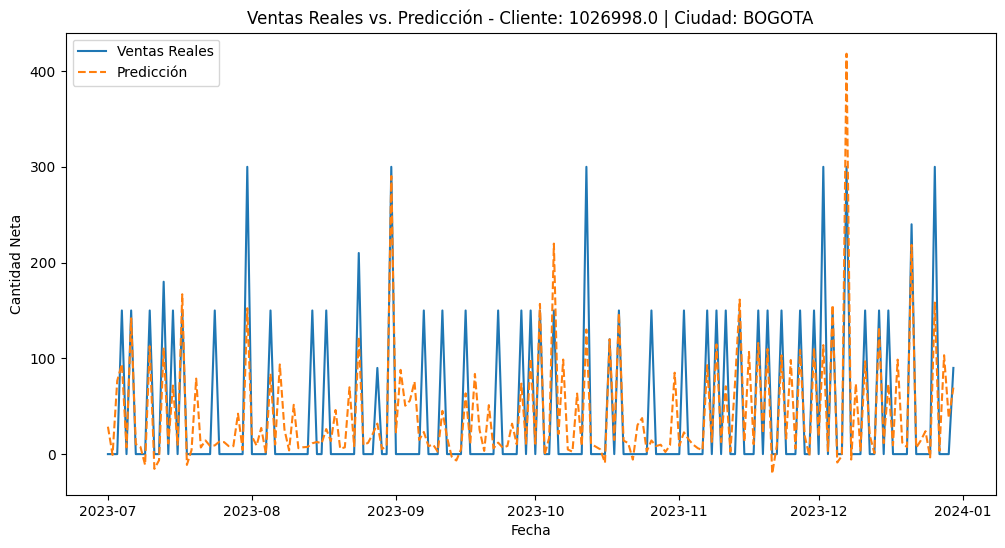 Ventas Reales vs. Predicción - Cliente: 1026998.0 | Ciudad: BOGOTA
Ventas Reales
Predicción
Cantidad Neta
400
300
200
100
0
2023-07
2023-08
2023-09
2023-10
2023-11
2023-12
2024-01
Fecha